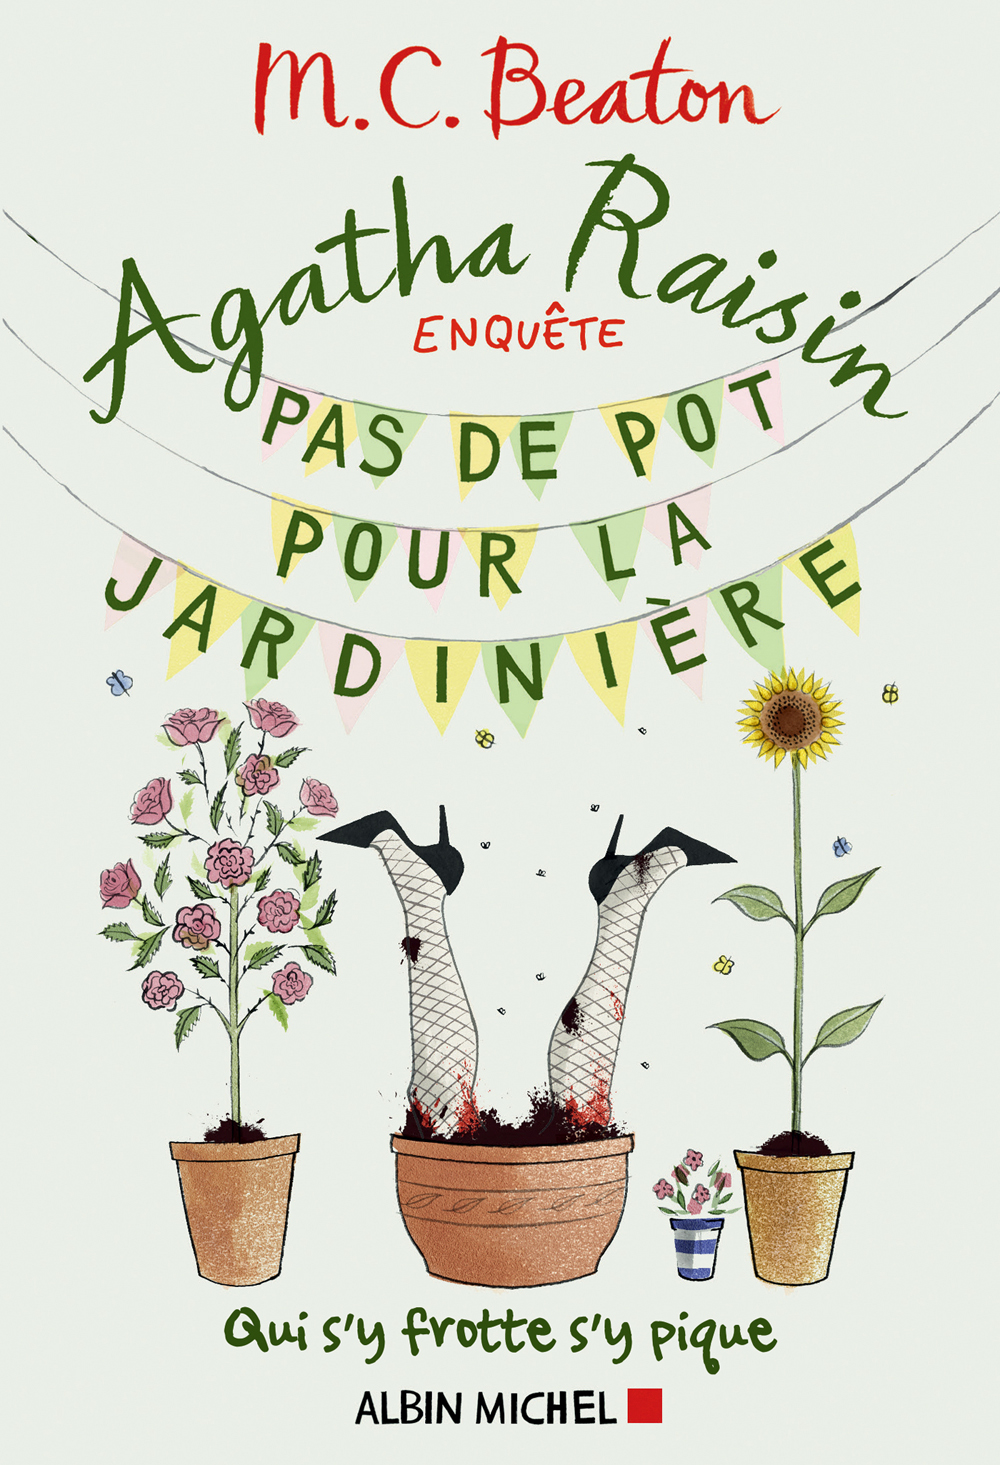 M.C. Beaton
Agatha Raisin
ENQUÊTE
PAS DE POT
POUR LA
JARDINIÈRE
Qui s'y frotte s'y pique
ALBIN MICHEL